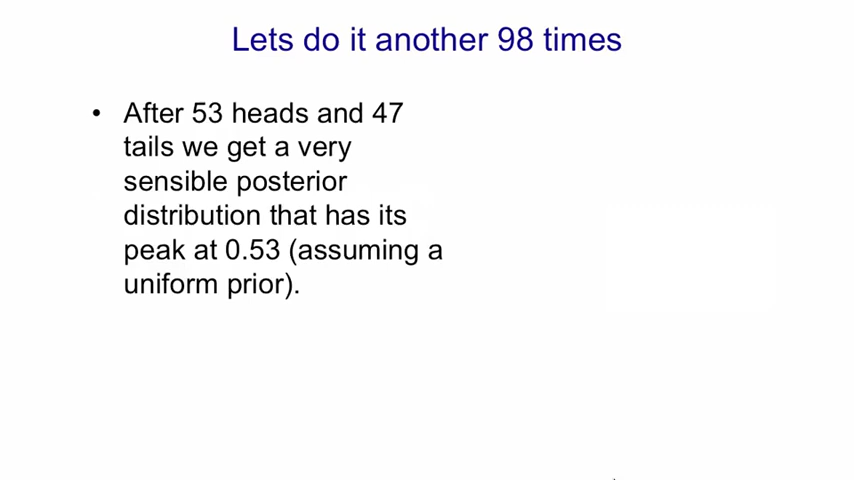 Lets do it another 98 times
• After 53 heads and 47
tails we get a very
sensible posterior
distribution that has its
peak at 0.53 (assuming a
uniform prior).